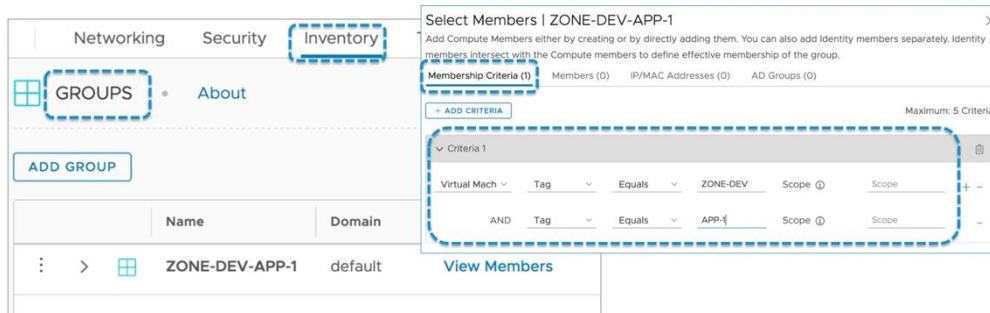 Networking Security Inventory
GROUPS • About
ADD GROUP
Name Domain
ZONE-DEV-APP-1 default View Members
Select Members | ZONE-DEV-APP-1
Add Compute Members either by creating or by directly adding them. You can also add Identity members separately. Identity
members intersect with the Compute members to define effective membership of the group.
Membership Criteria (1) Members (0) IP/MAC Addresses (0) AD Groups (0)
+ ADD CRITERIA Maximum: 5 Criteria
Criteria 1
Virtual Mach Tag Equals ZONE-DEV Scope Scope
AND Tag Equals APP-1 Scope Scope